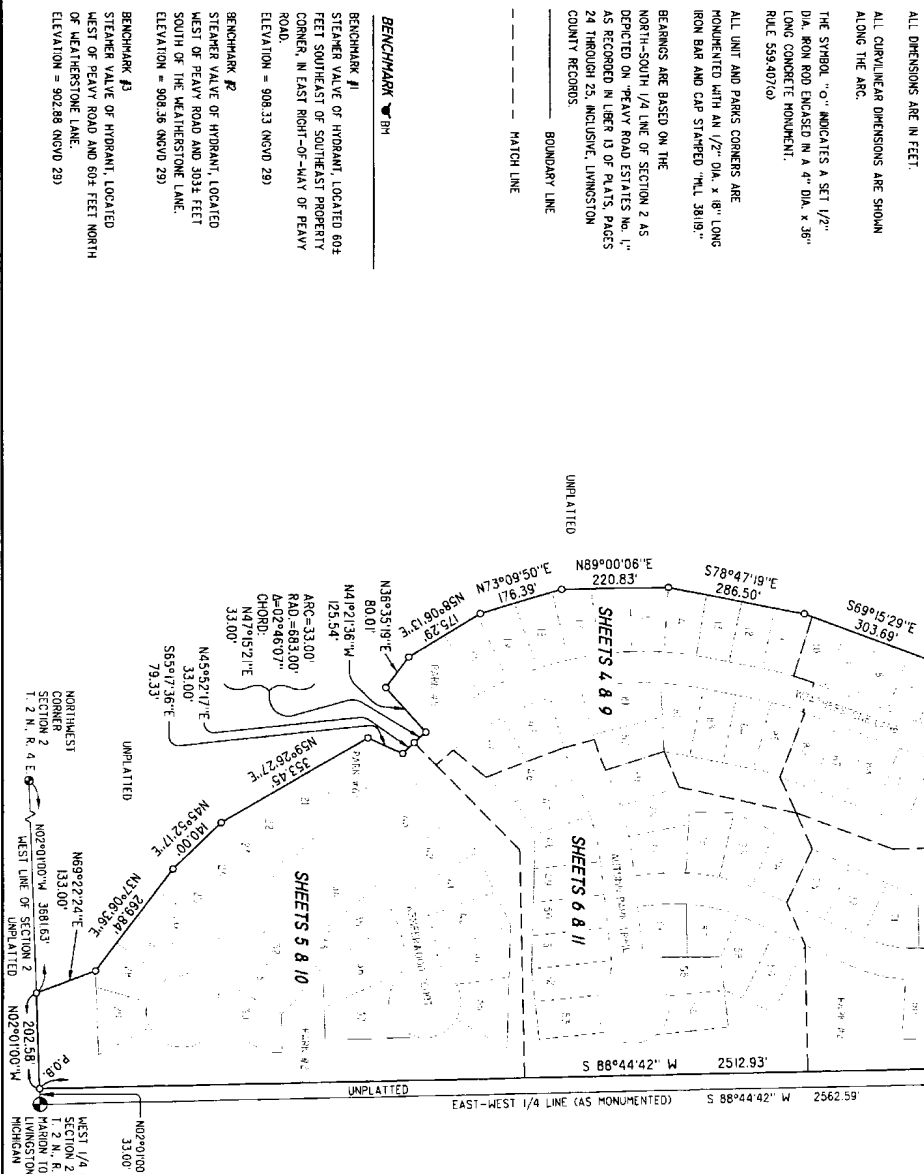 ALL DIMENSIONS ARE IN FEET.
ALL CURVILINEAR DIMENSIONS ARE SHOWN
ALONG THE ARC.
THE SYMBOL "o" INDICATES A SET 1/2"
DIA. IRON ROD ENCASED IN A 4" DIA. x 36"
LONG CONCRETE MONUMENT.
RULE 559.407(a)
ALL UNIT AND PARKS CORNERS ARE
MONUMENTED WITH AN 1/2" DIA. x 18" LONG
IRON BAR AND CAP STAMPED "MLL 38119."
BEARINGS ARE BASED ON THE
NORTH-SOUTH 1/4 LINE OF SECTION 2 AS
DEPICTED ON "PEAVY ROAD ESTATES No. 1,"
AS RECORDED IN LIBER 13 OF PLATS, PAGES
24 THROUGH 25, INCLUSIVE, LIVINGSTON
COUNTY RECORDS.
BOUNDARY LINE
MATCH LINE
BENCHMARK BM
BENCHMARK #1
STEAMER VALVE OF HYDRANT, LOCATED 60±
FEET SOUTHEAST OF SOUTHEAST PROPERTY
CORNER, IN EAST RIGHT-OF-WAY OF PEAVY
ROAD.
ELEVATION = 908.33 (NGVD 29)
BENCHMARK #2
STEAMER VALVE OF HYDRANT, LOCATED
WEST OF PEAVY ROAD AND 303± FEET
SOUTH OF THE WEATHERSTONE LANE.
ELEVATION = 908.36 (NGVD 29)
BENCHMARK #3
STEAMER VALVE OF HYDRANT, LOCATED
WEST OF PEAVY ROAD AND 60± FEET NORTH
OF WEATHERSTONE LANE.
ELEVATION = 902.88 (NGVD 29)
UNPLATTED
S69°15'29"E
303.69'
S78°47'19"E
286.50'
N89°00'06"E
220.83'
N73°09'50"E
176.39'
N58°06'13"E
175.29'
N36°35'19"E
80.01'
N41°21'36"W
125.54'
ARC=33.00'
RAD.=683.00'
Δ=02°46'07"
CHORD:
N47°15'21"E
33.00'
N45°52'17"E
33.00'
S65°17'36"E
79.33'
N59°26'27"E
353.45'
N45°52'17"E
140.00'
N37°06'36"E
269.84'
N69°22'24"E
133.00'
SHEETS 4 & 9
SHEETS 6 & 11
SHEETS 5 & 10
WEATHERSTONE LANE
PARK #2
UNPLATTED
NORTHWEST
CORNER
SECTION 2
T. 2 N., R. 4 E.
N02°01'00"W 3681.63'
WEST LINE OF SECTION 2
UNPLATTED
202.58'
N02°01'00"W
P.O.B.
N02°01'00
33.00'
WEST 1/4
SECTION 2
T. 2 N., R.
MARION TO
LIVINGSTON
MICHIGAN
UNPLATTED
S 88°44'42" W 2512.93'
EAST-WEST 1/4 LINE (AS MONUMENTED) S 88°44'42" W 2562.59'